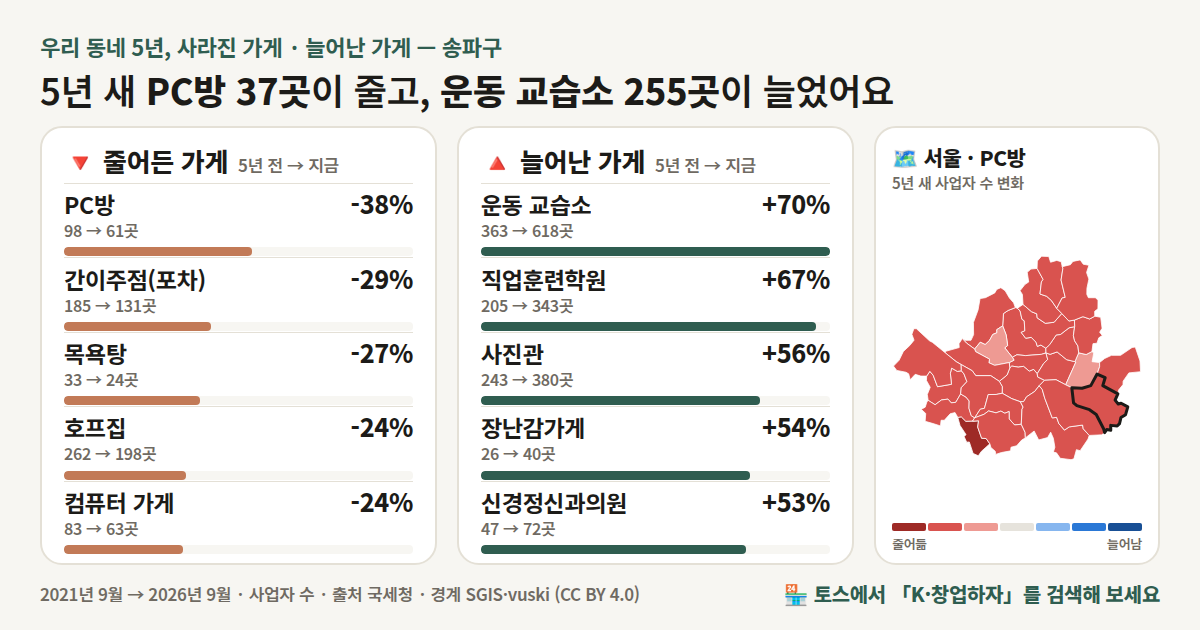 우리 동네 5년, 사라진 가게 · 늘어난 가게 — 송파구
5년 새 PC방 37곳이 줄고, 운동 교습소 255곳이 늘었어요
🔻 줄어든 가게 5년 전 → 지금
PC방 -38%
98 → 61곳
간이주점(포차) -29%
185 → 131곳
목욕탕 -27%
33 → 24곳
호프집 -24%
262 → 198곳
컴퓨터 가게 -24%
83 → 63곳
🔺 늘어난 가게 5년 전 → 지금
운동 교습소 +70%
363 → 618곳
직업훈련학원 +67%
205 → 343곳
사진관 +56%
243 → 380곳
장난감가게 +54%
26 → 40곳
신경정신과의원 +53%
47 → 72곳
🗺️ 서울 · PC방
5년 새 사업자 수 변화
줄어듦 늘어남
2021년 9월 → 2026년 9월 · 사업자 수 · 출처 국세청 · 경계 SGIS·vuski (CC BY 4.0)
🏪 토스에서 「K·창업하자」를 검색해 보세요